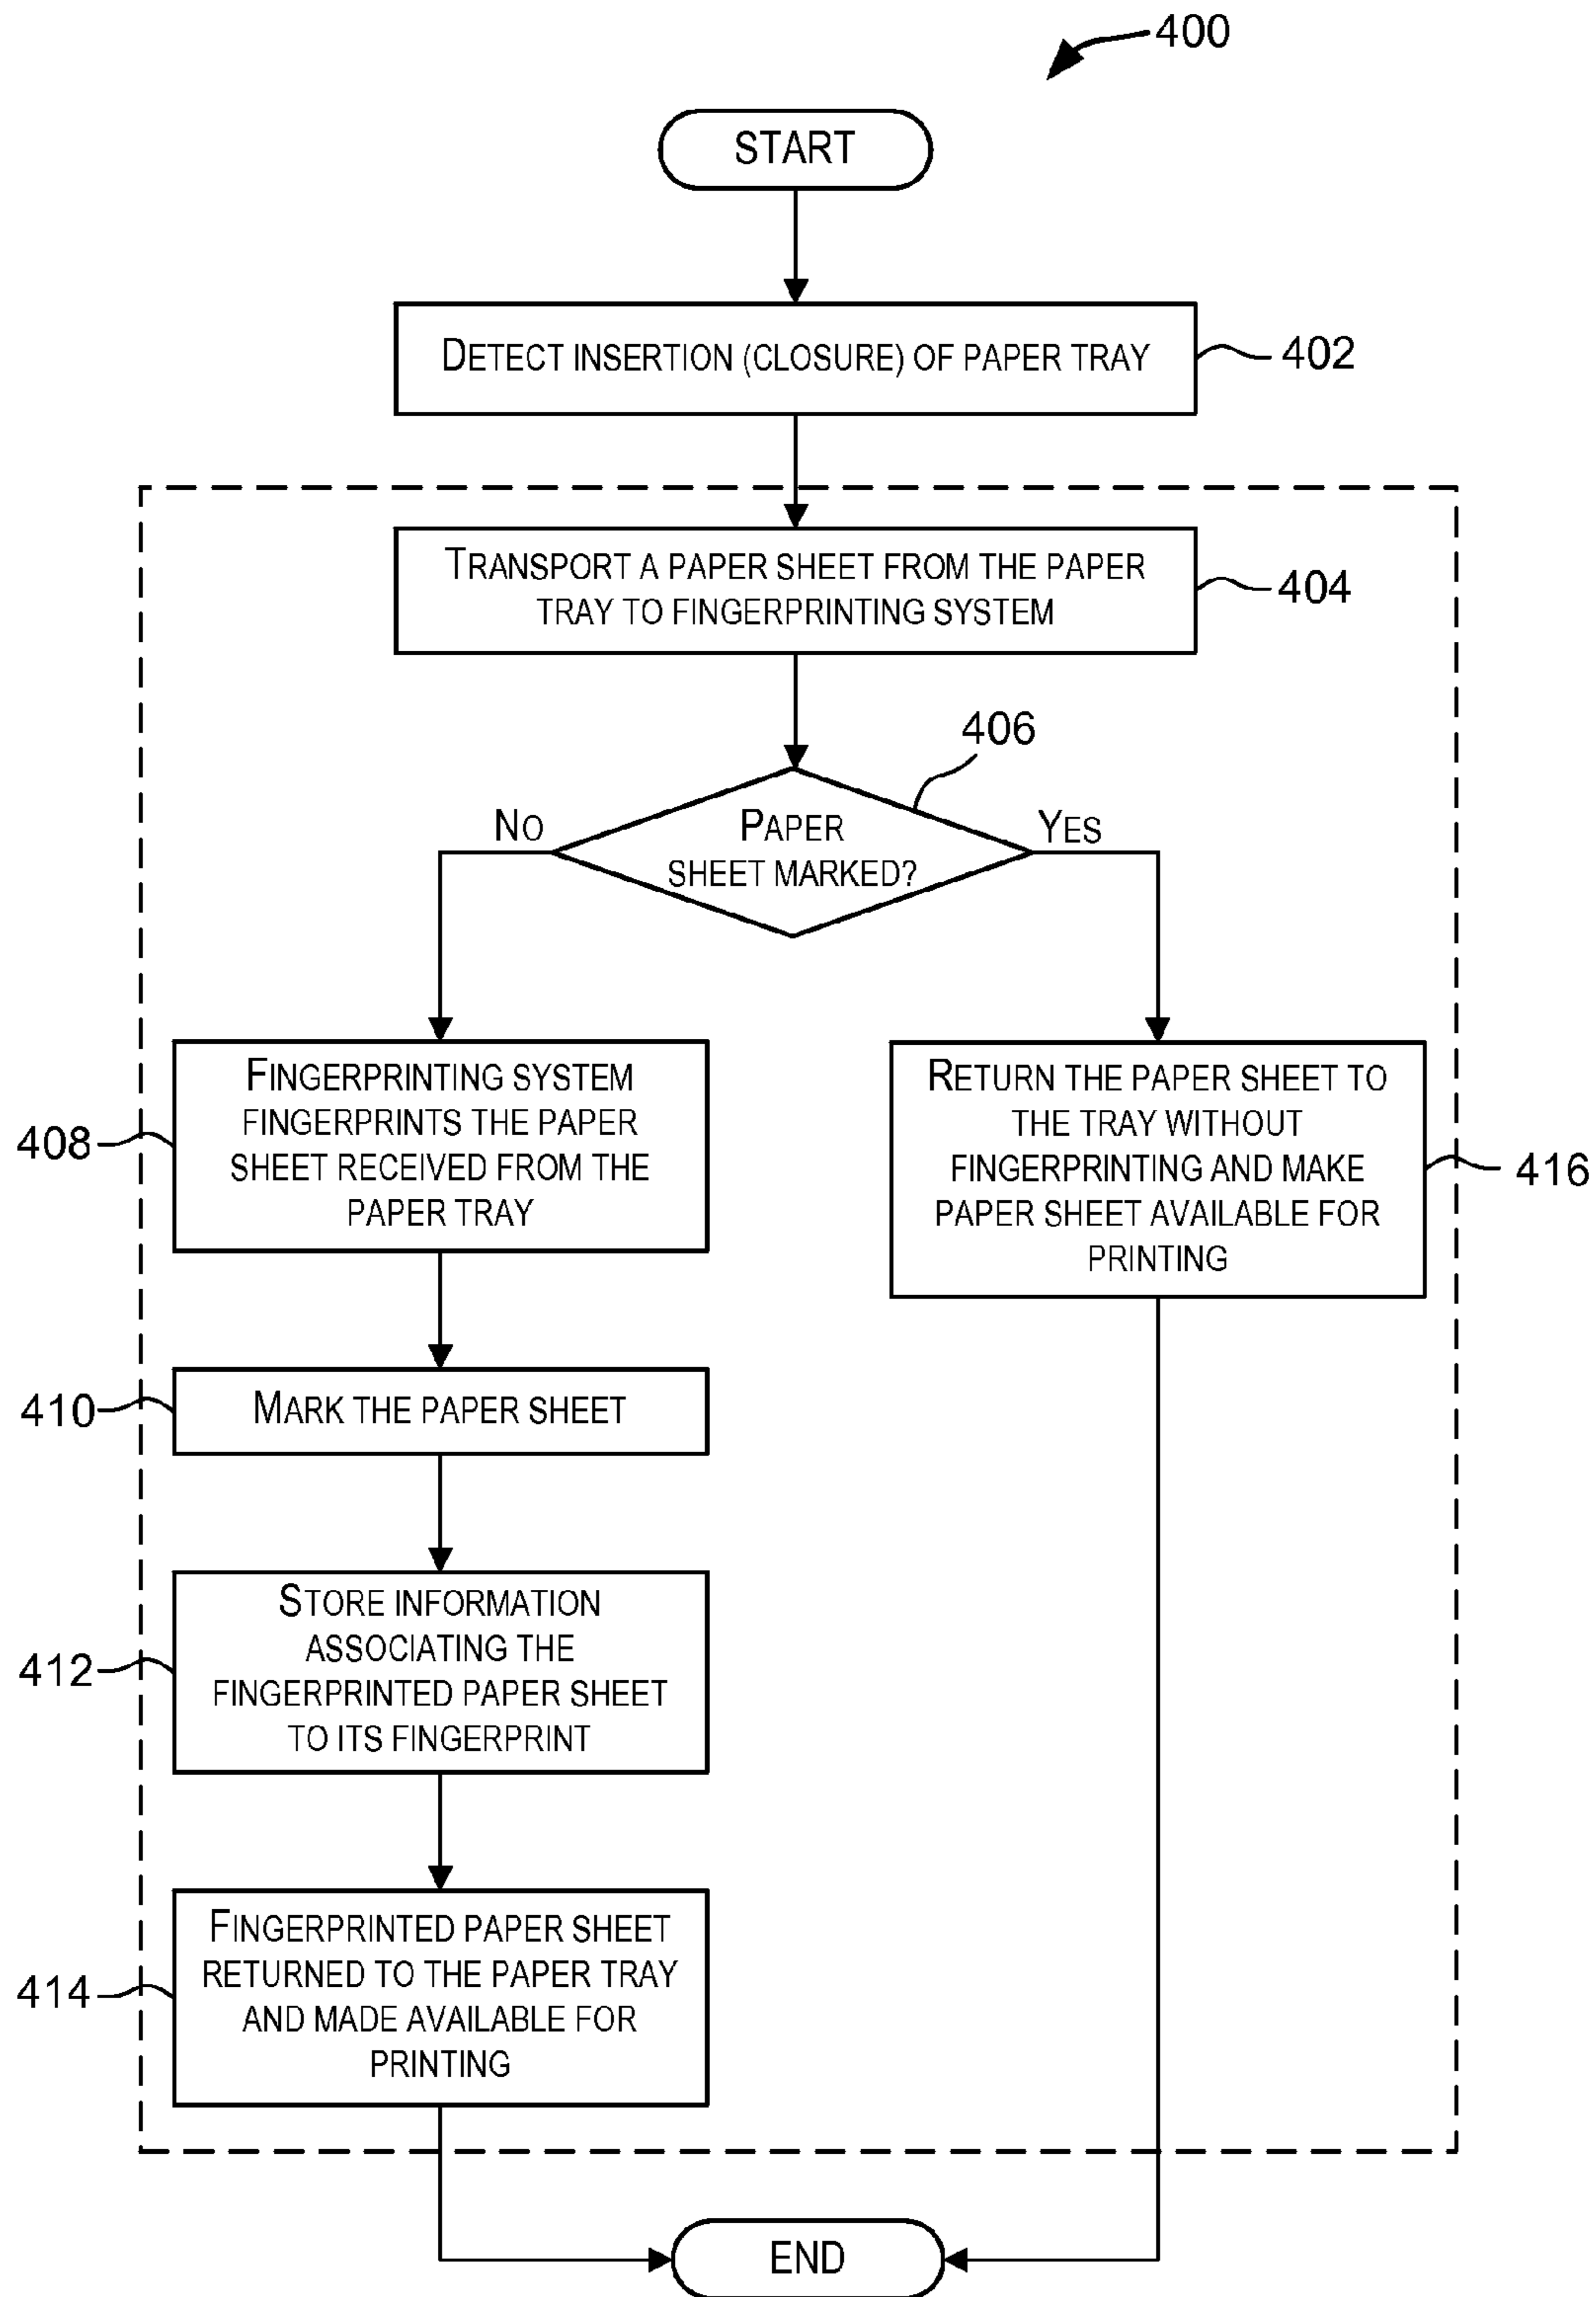 400
START
DETECT INSERTION (CLOSURE) OF PAPER TRAY
402
TRANSPORT A PAPER SHEET FROM THE PAPER
TRAY TO FINGERPRINTING SYSTEM
404
406
NO
PAPER
SHEET MARKED?
YES
FINGERPRINTING SYSTEM
FINGERPRINTS THE PAPER
SHEET RECEIVED FROM THE
PAPER TRAY
408
RETURN THE PAPER SHEET TO
THE TRAY WITHOUT
FINGERPRINTING AND MAKE
PAPER SHEET AVAILABLE FOR
PRINTING
416
410
MARK THE PAPER SHEET
STORE INFORMATION
ASSOCIATING THE
FINGERPRINTED PAPER SHEET
TO ITS FINGERPRINT
412
FINGERPRINTED PAPER SHEET
RETURNED TO THE PAPER TRAY
AND MADE AVAILABLE FOR
PRINTING
414
END